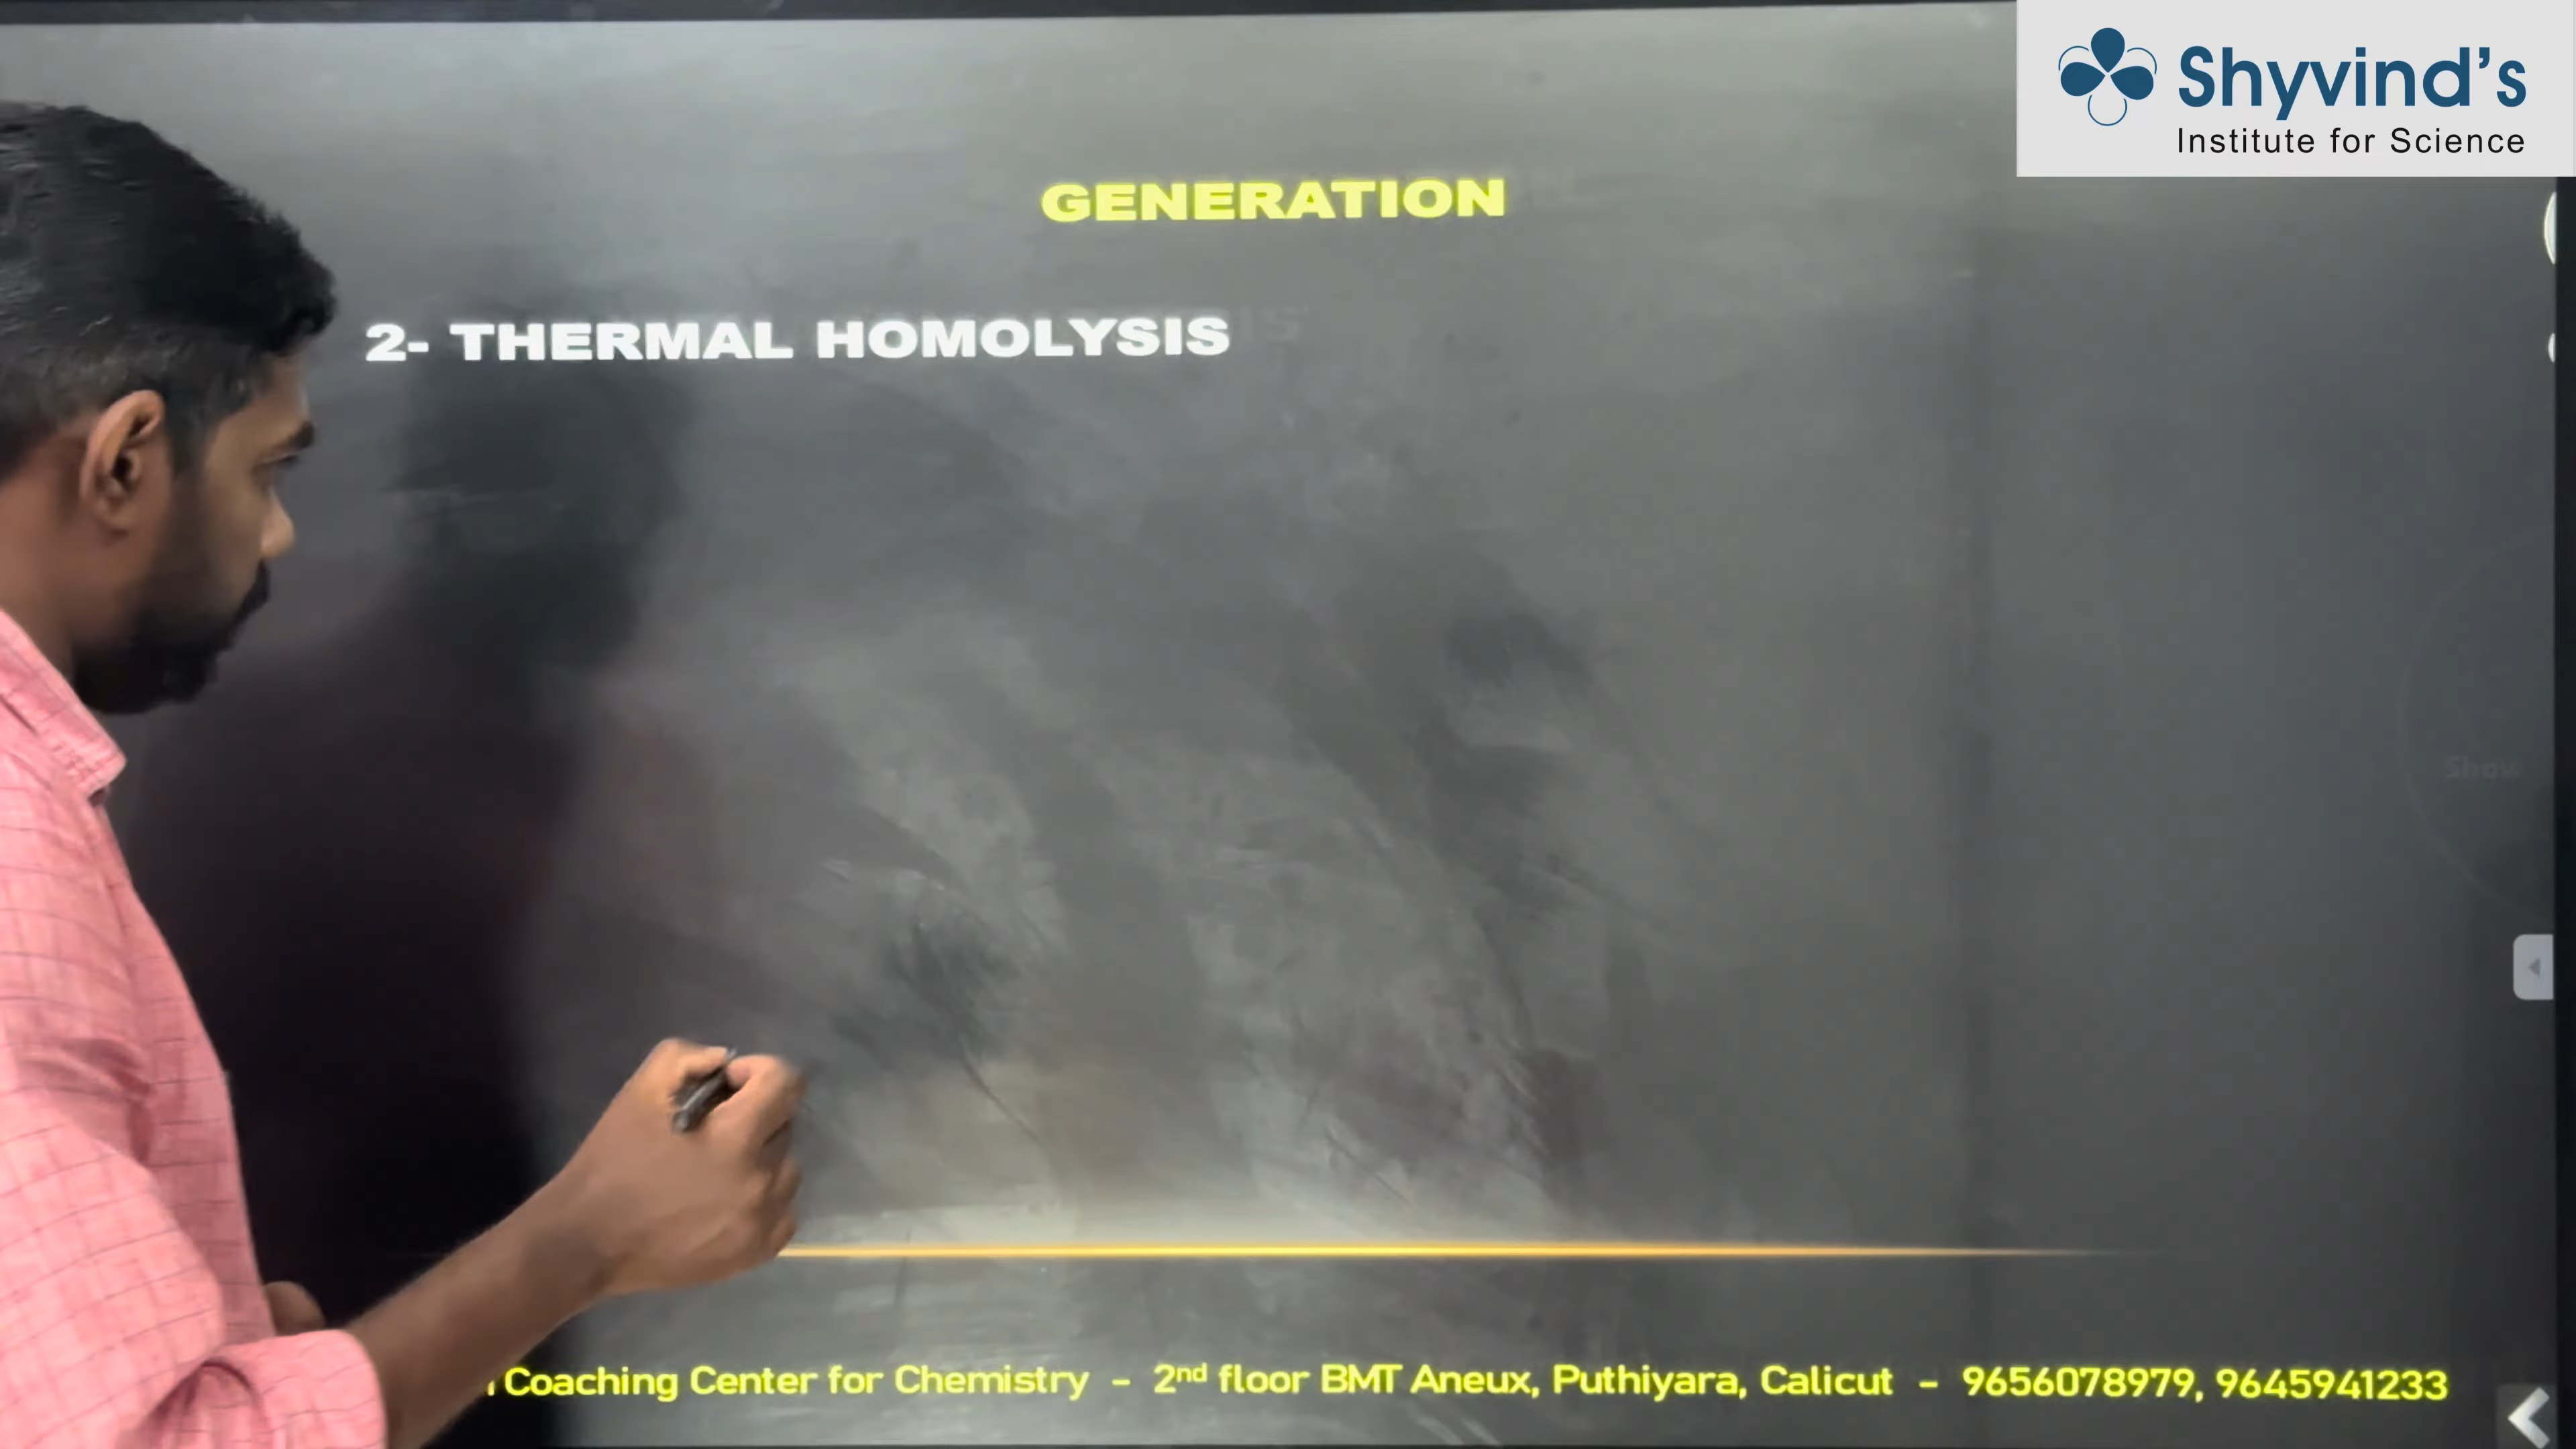 Shyvind's
Institute for Science
GENERATION
2- THERMAL HOMOLYSIS
Show
Coaching Center for Chemistry - 2nd floor BMT Aneux, Puthiyara, Calicut - 9656078979, 9645941233